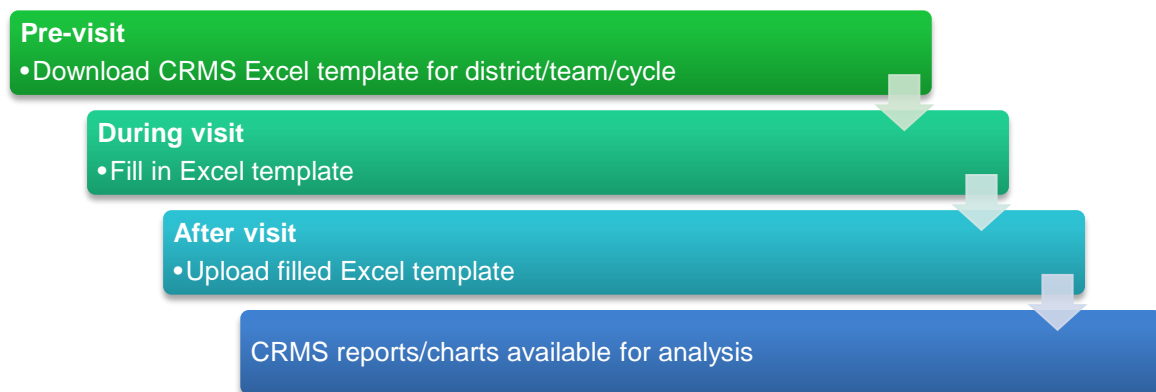 Pre-visit
•Download CRMS Excel template for district/team/cycle
During visit
•Fill in Excel template
After visit
•Upload filled Excel template
CRMS reports/charts available for analysis